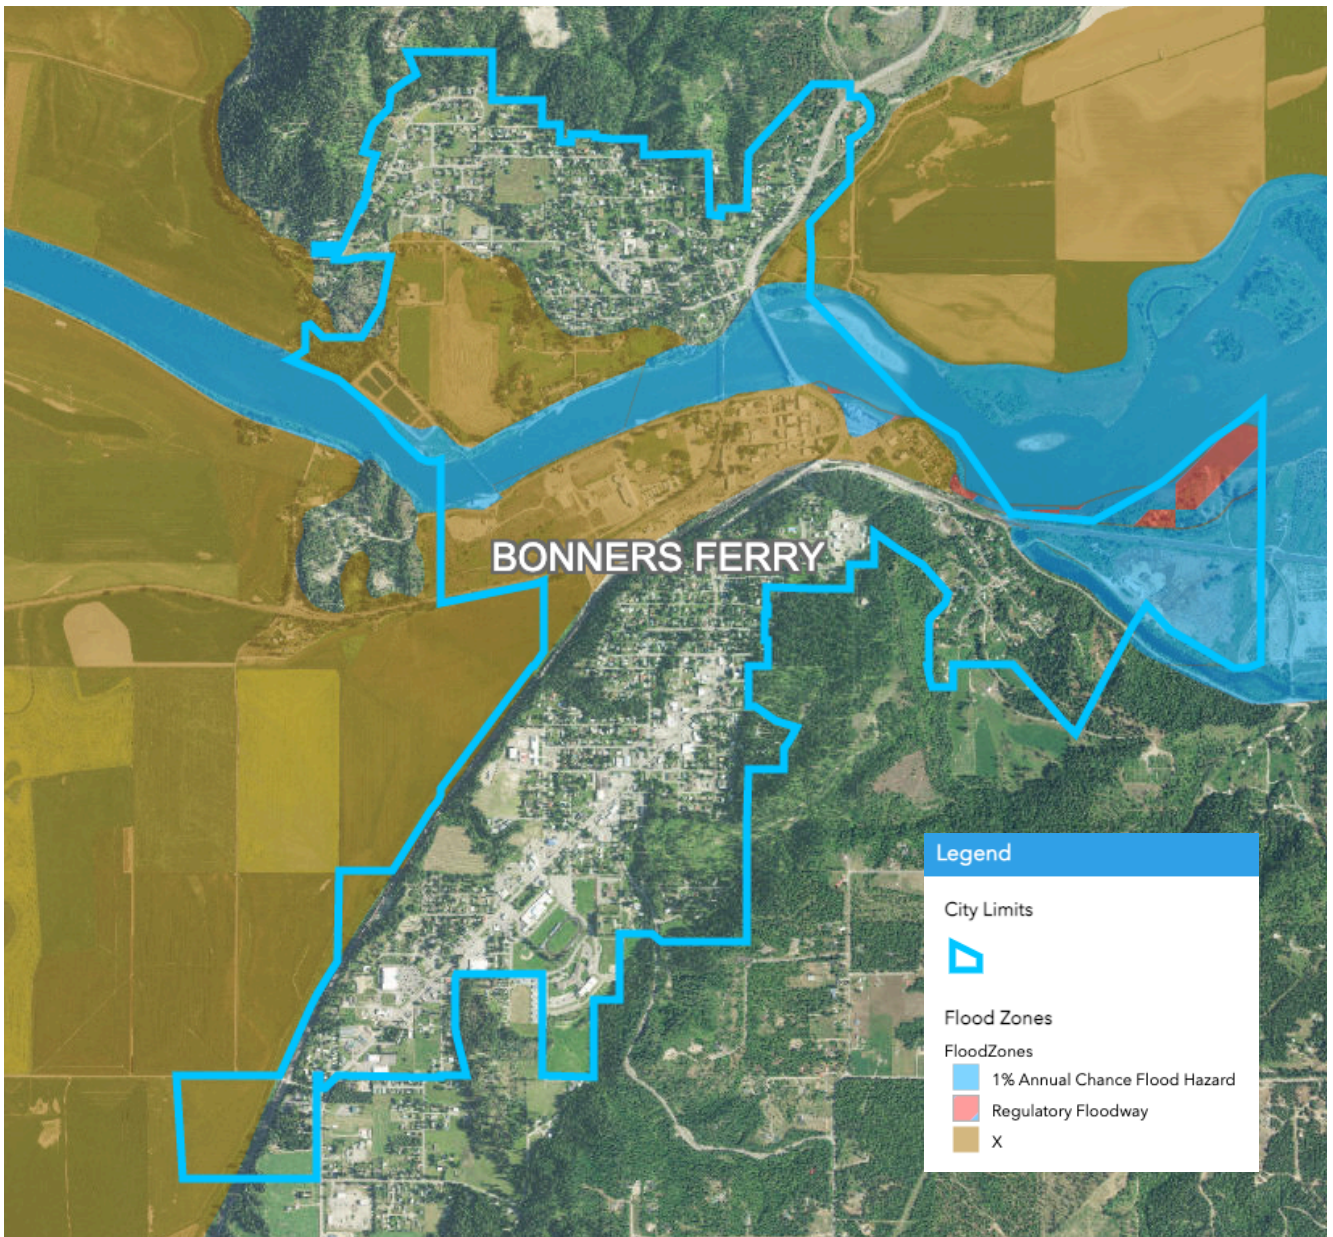 BONNERS FERRY
Legend
City Limits
Flood Zones
FloodZones
1% Annual Chance Flood Hazard
Regulatory Floodway
X